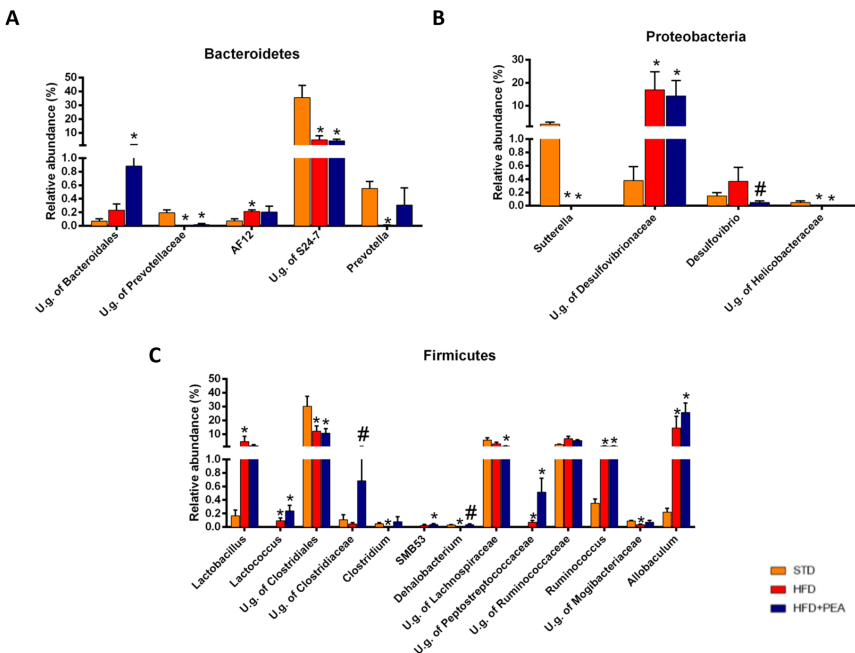 A
Bacteroidetes
Relative abundance (%)
50
40
30
20
10
1.0
0.8
0.6
0.4
0.2
0.0
*
* *
*
* *
*
U.g. of Bacteroidales
U.g. of Prevotellaceae
AF12
U.g. of S24-7
Prevotella
B
Proteobacteria
Relative abundance (%)
30
20
10
1.0
0.8
0.6
0.4
0.2
0.0
* *
* *
#
* *
Sutterella
U.g. of Desulfovibrionaceae
Desulfovibrio
U.g. of Helicobacteraceae
C
Firmicutes
Relative abundance (%)
50
40
30
20
10
1.0
0.8
0.6
0.4
0.2
0.0
*
* *
* *
#
*
*
* #
*
* *
* *
*
* *
Lactobacillus
Lactococcus
U.g. of Clostridiales
U.g. of Clostridiaceae
Clostridium
SMB53
Dehalobacterium
U.g. of Lachnospiraceae
U.g. of Peptostreptococcaceae
U.g. of Ruminococcaceae
Ruminococcus
U.g. of Mogibacteriaceae
Allobaculum
STD
HFD
HFD+PEA